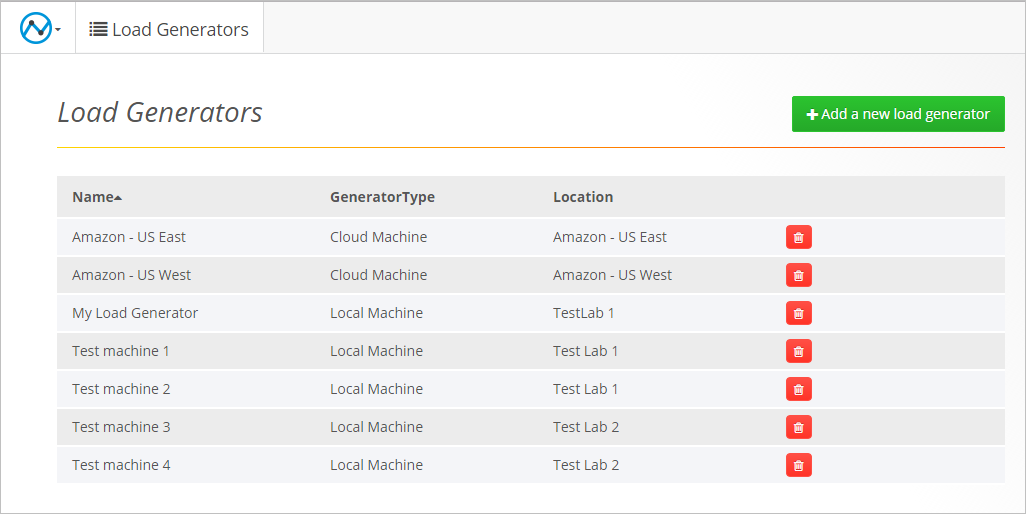 Load Generators
Load Generators
Add a new load generator
Name GeneratorType Location
Amazon - US East Cloud Machine Amazon - US East
Amazon - US West Cloud Machine Amazon - US West
My Load Generator Local Machine TestLab 1
Test machine 1 Local Machine Test Lab 1
Test machine 2 Local Machine Test Lab 1
Test machine 3 Local Machine Test Lab 2
Test machine 4 Local Machine Test Lab 2